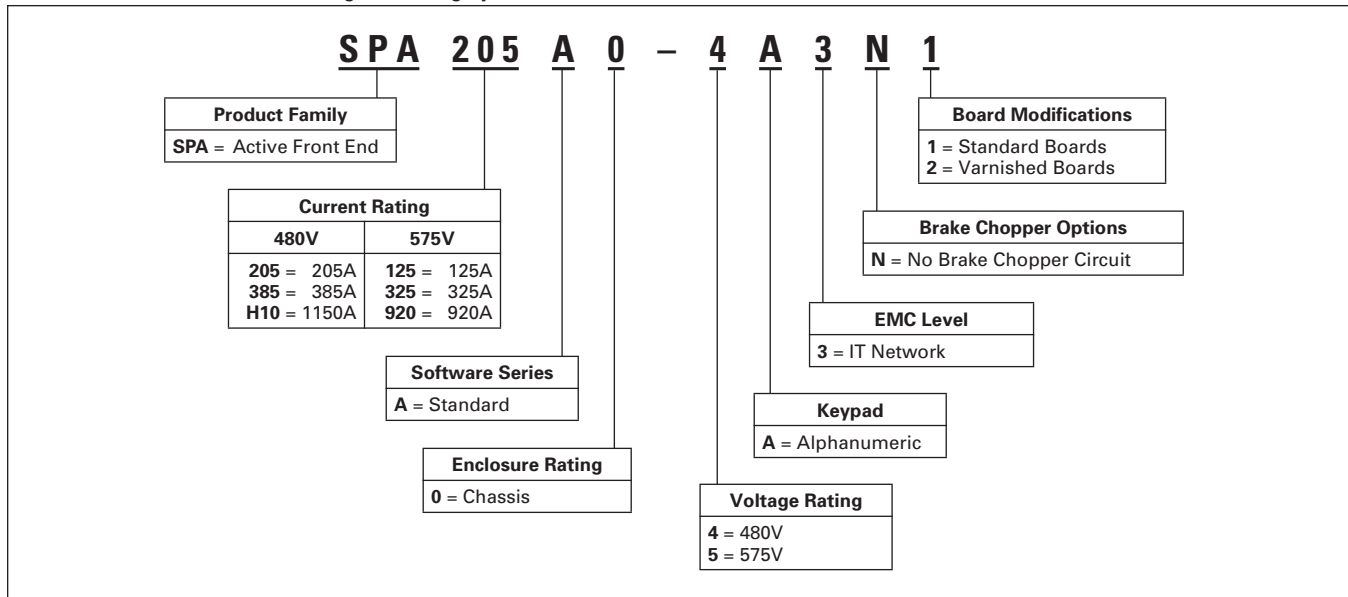 SPA 205 A 0 – 4 A 3 N 1
Product Family
SPA = Active Front End
Board Modifications
1 = Standard Boards
2 = Varnished Boards
Current Rating
480V 575V
205 = 205A 125 = 125A
385 = 385A 325 = 325A
H10 = 1150A 920 = 920A
Brake Chopper Options
N = No Brake Chopper Circuit
EMC Level
3 = IT Network
Software Series
A = Standard
Keypad
A = Alphanumeric
Enclosure Rating
0 = Chassis
Voltage Rating
4 = 480V
5 = 575V